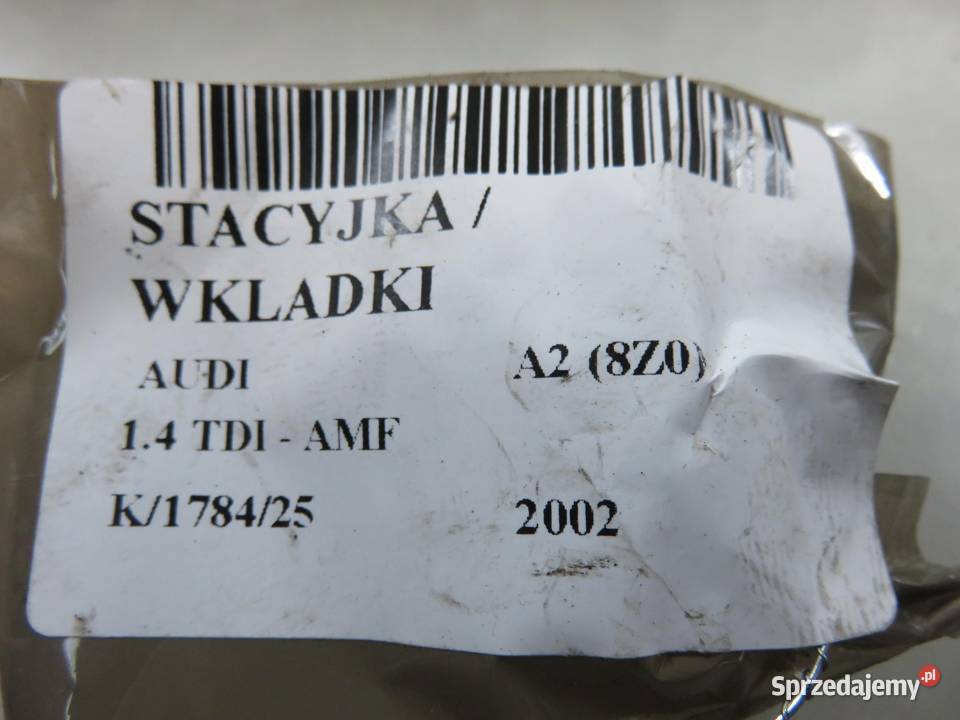 STACYJKA /
WKLADKI
AUDI A2 (8Z0)
1.4 TDI - AMF
K/1784/25 2002
Sprzedajemy.pl